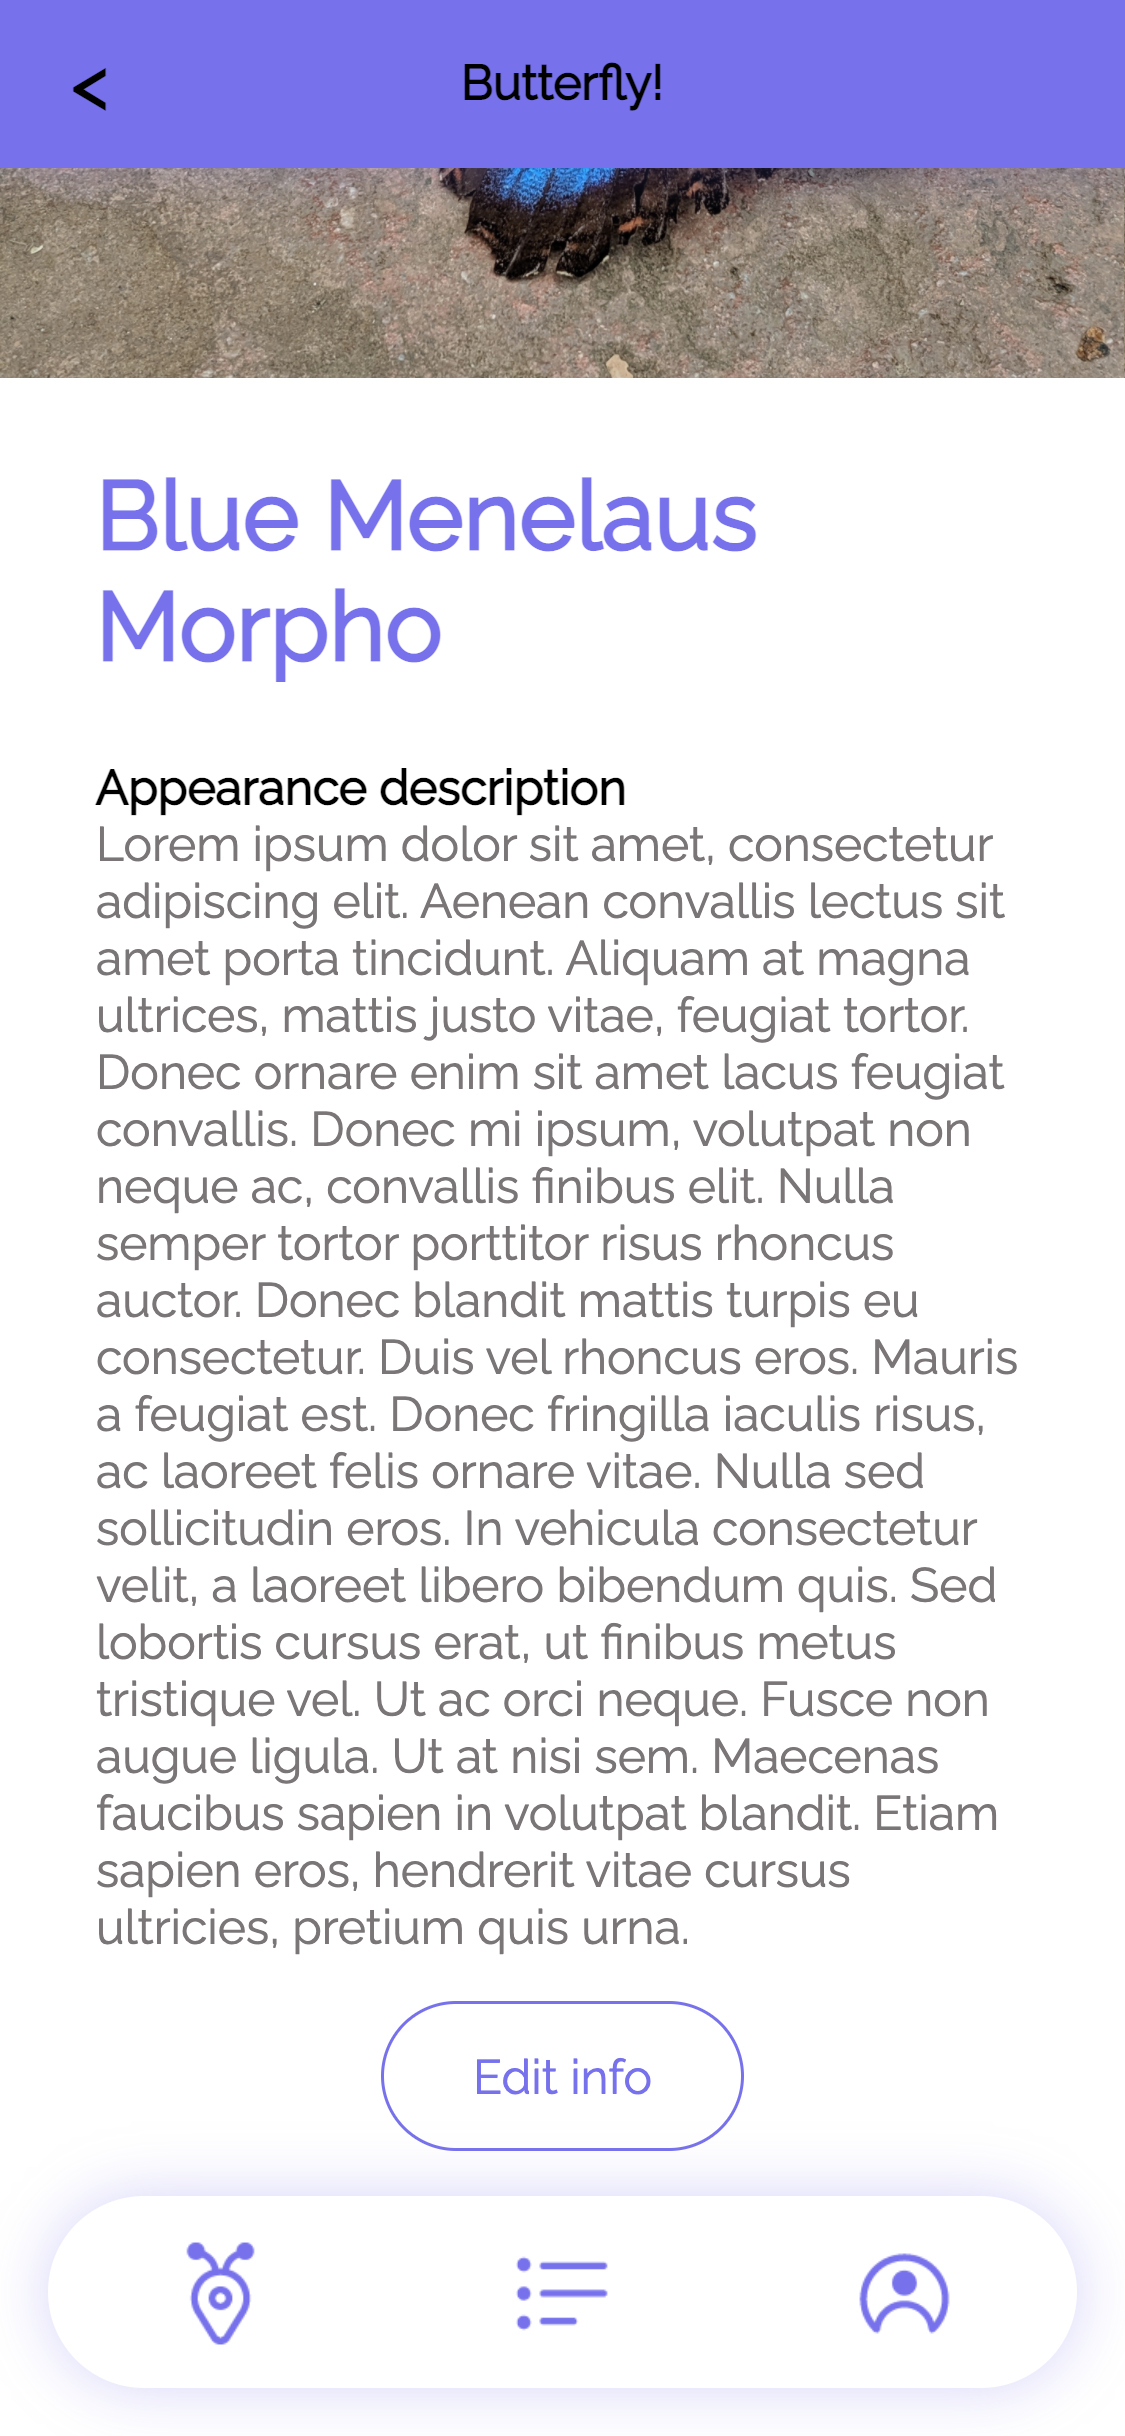 <
Butterfly!
Blue Menelaus
Morpho
Appearance description
Lorem ipsum dolor sit amet, consectetur
adipiscing elit. Aenean convallis lectus sit
amet porta tincidunt. Aliquam at magna
ultrices, mattis justo vitae, feugiat tortor.
Donec ornare enim sit amet lacus feugiat
convallis. Donec mi ipsum, volutpat non
neque ac, convallis finibus elit. Nulla
semper tortor porttitor risus rhoncus
auctor. Donec blandit mattis turpis eu
consectetur. Duis vel rhoncus eros. Mauris
a feugiat est. Donec fringilla iaculis risus,
ac laoreet felis ornare vitae. Nulla sed
sollicitudin eros. In vehicula consectetur
velit, a laoreet libero bibendum quis. Sed
lobortis cursus erat, ut finibus metus
tristique vel. Ut ac orci neque. Fusce non
augue ligula. Ut at nisi sem. Maecenas
faucibus sapien in volutpat blandit. Etiam
sapien eros, hendrerit vitae cursus
ultricies, pretium quis urna.
Edit info